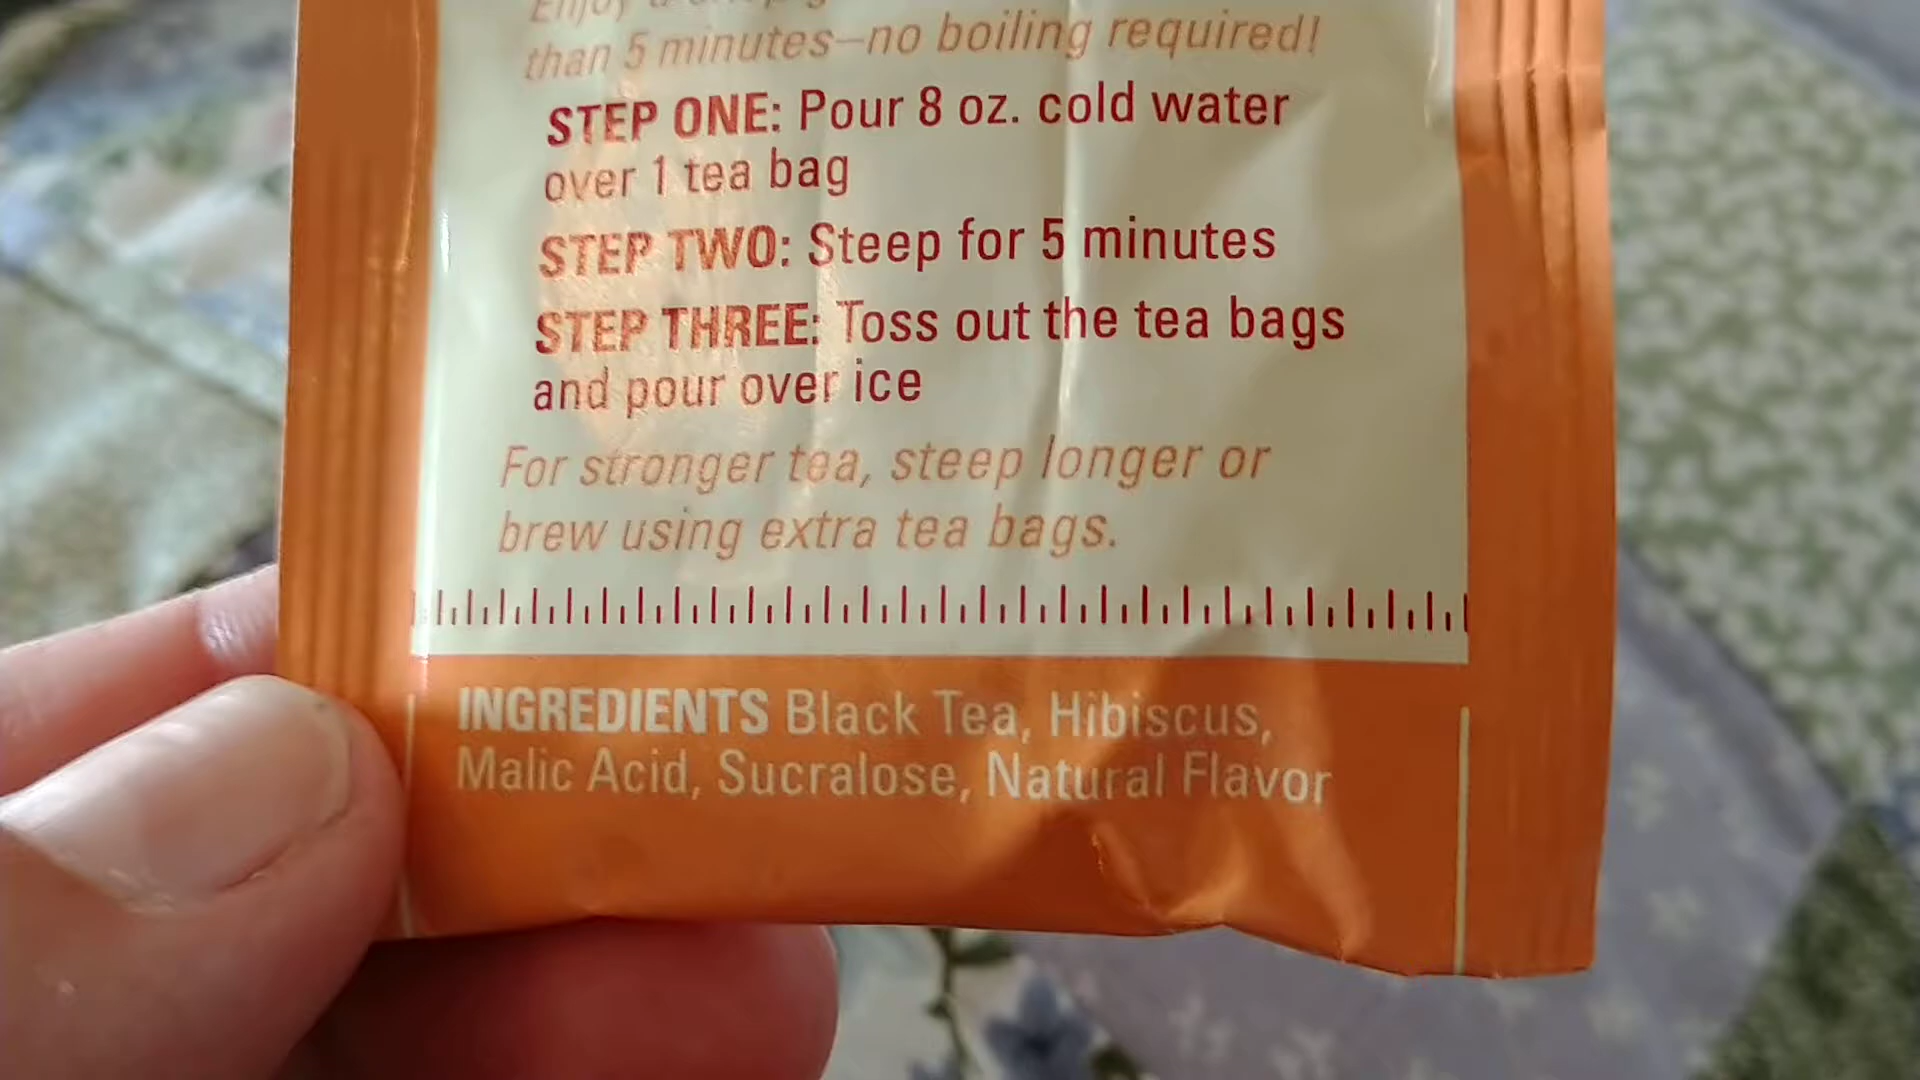 Enjoy
than 5 minutes–no boiling required!
STEP ONE: Pour 8 oz. cold water
over 1 tea bag
STEP TWO: Steep for 5 minutes
STEP THREE: Toss out the tea bags
and pour over ice
For stronger tea, steep longer or
brew using extra tea bags.
INGREDIENTS Black Tea, Hibiscus,
Malic Acid, Sucralose, Natural Flavor